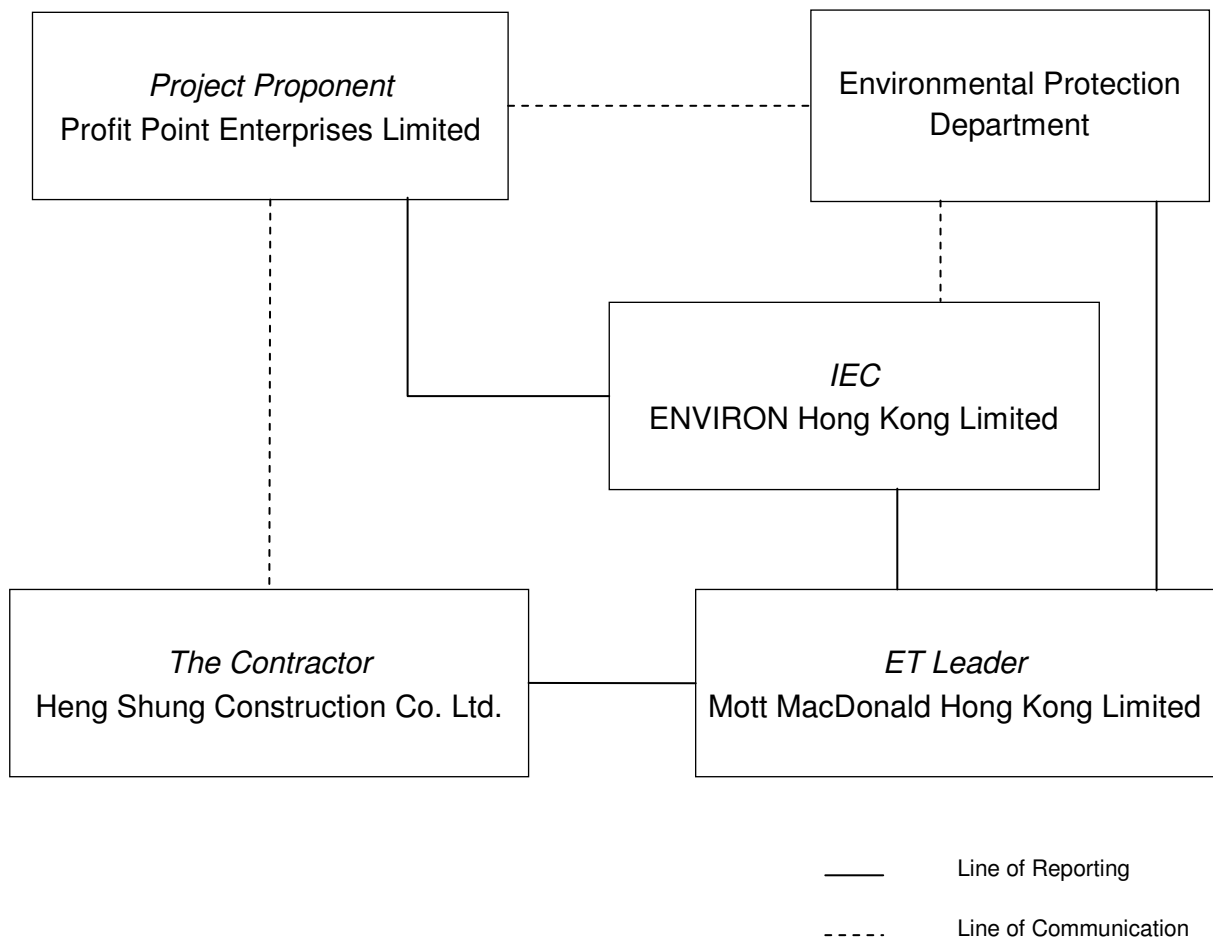 Project Proponent
Profit Point Enterprises Limited
Environmental Protection
Department
IEC
ENVIRON Hong Kong Limited
The Contractor
Heng Shung Construction Co. Ltd.
ET Leader
Mott MacDonald Hong Kong Limited
Line of Reporting
Line of Communication